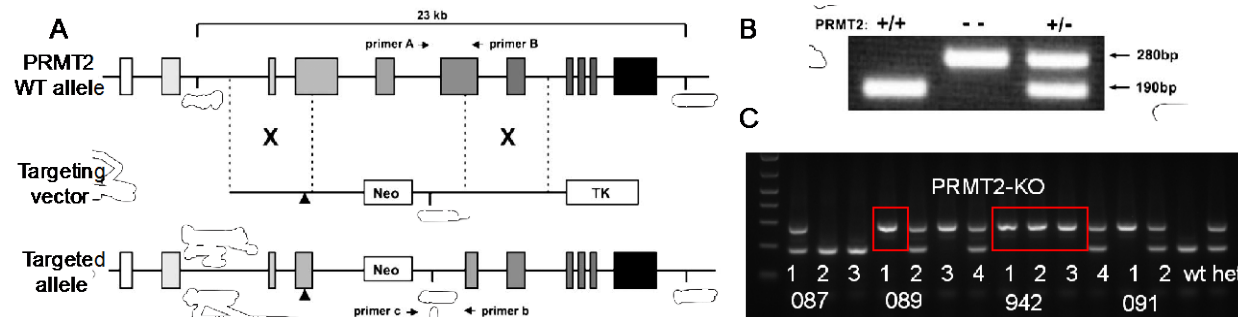 A
23 kb
primer A
primer B
PRMT2
WT allele
X X
Targeting
vector
Neo
TK
Targeted
allele
Neo
primer c
primer b
B
PRMT2: +/+ - - +/-
280bp
190bp
C
PRMT2-KO
1 2 3 1 2 3 4 1 2 3 4 1 2 wt het
087 089 942 091